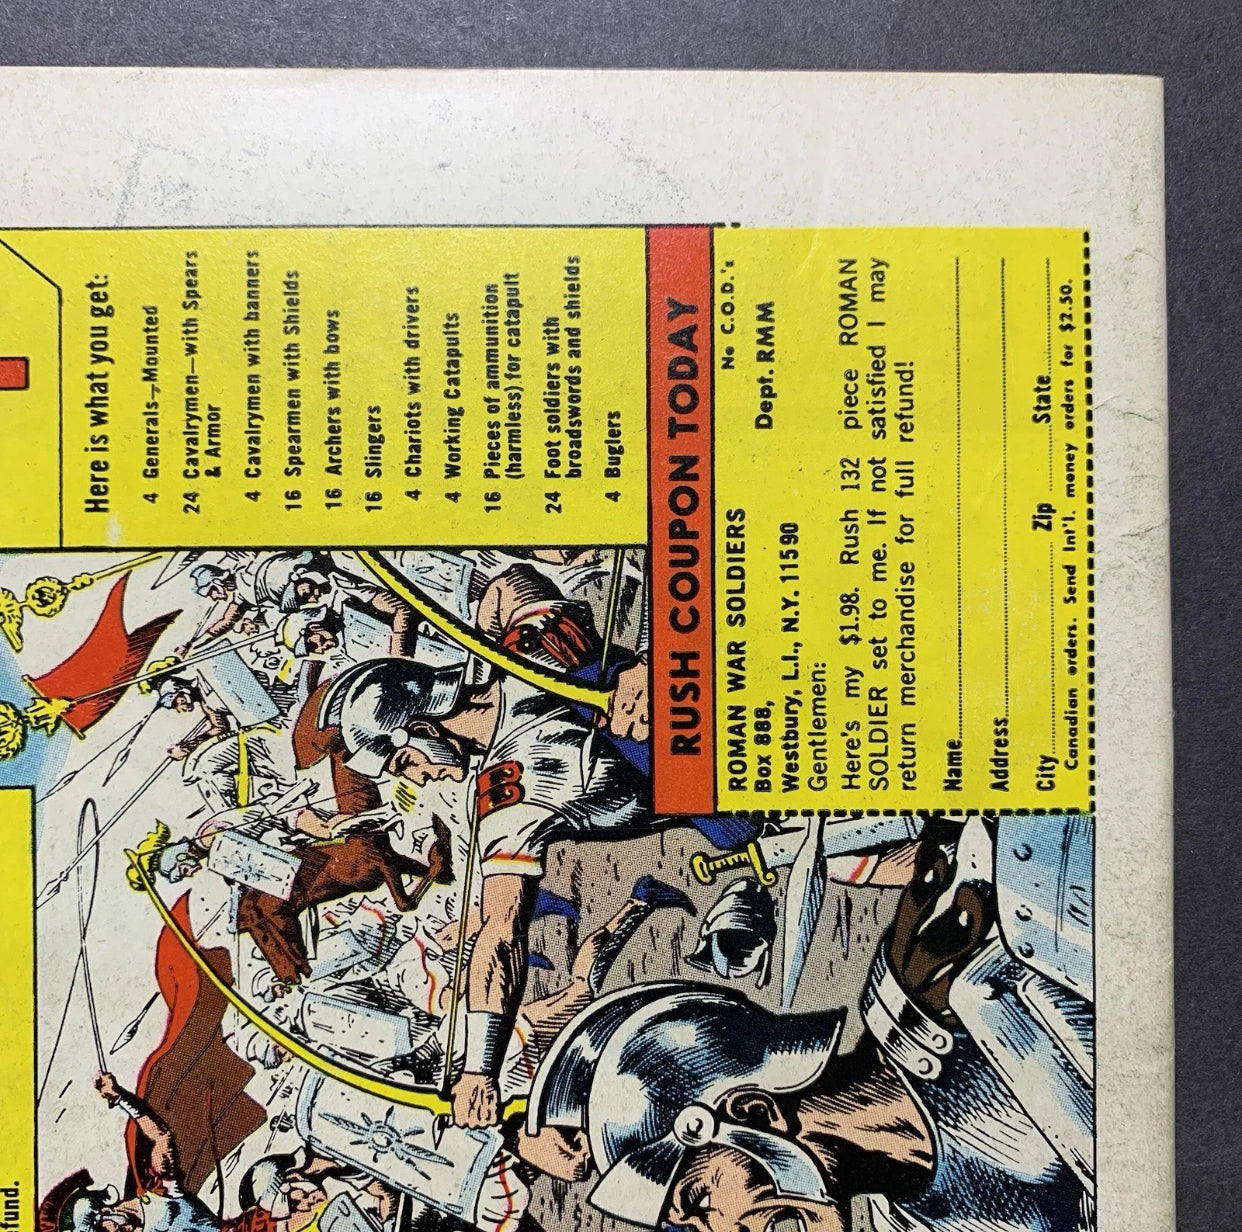 Here is what you get:
4 Generals—Mounted
24 Cavalrymen—with Spears
& Armor
4 Cavalrymen with banners
16 Spearmen with Shields
16 Archers with bows
16 Slingers
4 Chariots with drivers
4 Working Catapults
16 Pieces of ammunition
(harmless) for catapult
24 Foot soldiers with
broadswords and shields
4 Buglers
RUSH COUPON TODAY
No C.O.D.'s
ROMAN WAR SOLDIERS
Box 888, Dept. RMM
Westbury, L.I., N.Y. 11590
Gentlemen:
Here's my $1.98. Rush 132 piece ROMAN
SOLDIER set to me. If not satisfied I may
return merchandise for full refund!
Name
Address
City Zip State
Canadian orders. Send Int'l. money orders for $2.50.